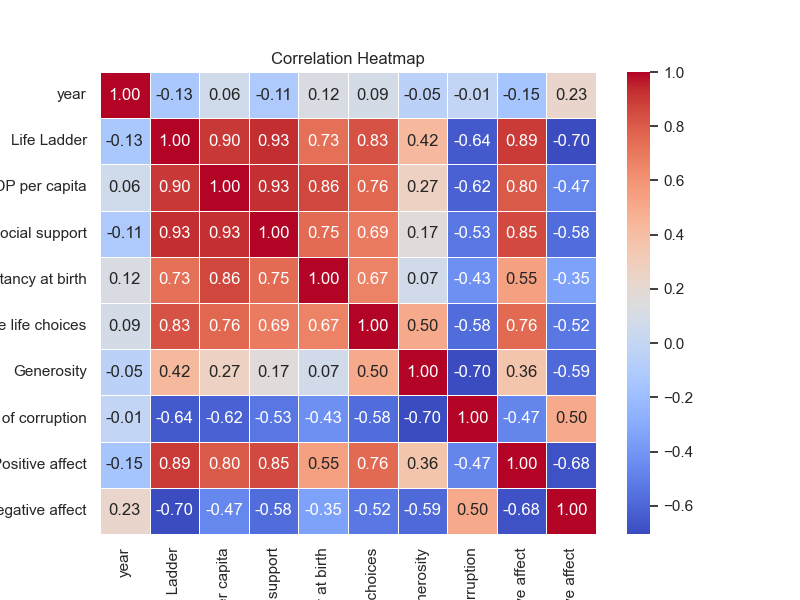 Correlation Heatmap
year 1.00 -0.13 0.06 -0.11 0.12 0.09 -0.05 -0.01 -0.15 0.23
Life Ladder -0.13 1.00 0.90 0.93 0.73 0.83 0.42 -0.64 0.89 -0.70
per capita 0.06 0.90 1.00 0.93 0.86 0.76 0.27 -0.62 0.80 -0.47
support -0.11 0.93 0.93 1.00 0.75 0.69 0.17 -0.53 0.85 -0.58
at birth 0.12 0.73 0.86 0.75 1.00 0.67 0.07 -0.43 0.55 -0.35
life choices 0.09 0.83 0.76 0.69 0.67 1.00 0.50 -0.58 0.76 -0.52
Generosity -0.05 0.42 0.27 0.17 0.07 0.50 1.00 -0.70 0.36 -0.59
of corruption -0.01 -0.64 -0.62 -0.53 -0.43 -0.58 -0.70 1.00 -0.47 0.50
Positive affect -0.15 0.89 0.80 0.85 0.55 0.76 0.36 -0.47 1.00 -0.68
egative affect 0.23 -0.70 -0.47 -0.58 -0.35 -0.52 -0.59 0.50 -0.68 1.00
year
Ladder
r capita
support
at birth
choices
nerosity
rruption
ve affect
ve affect
1.0
0.8
0.6
0.4
0.2
0.0
-0.2
-0.4
-0.6